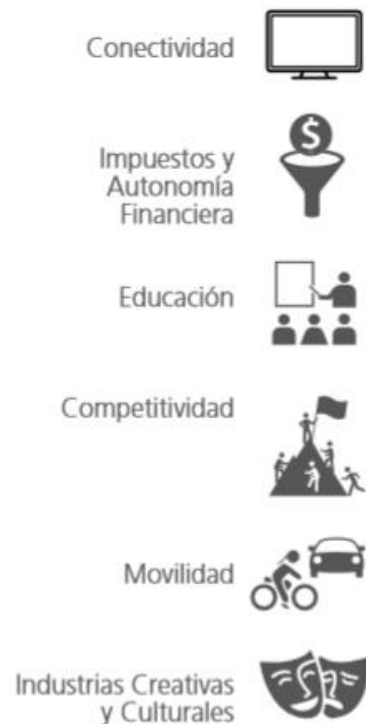 Conectividad
$
Impuestos y
Autonomía
Financiera
Educación
Competitividad
Movilidad
Industrias Creativas
y Culturales